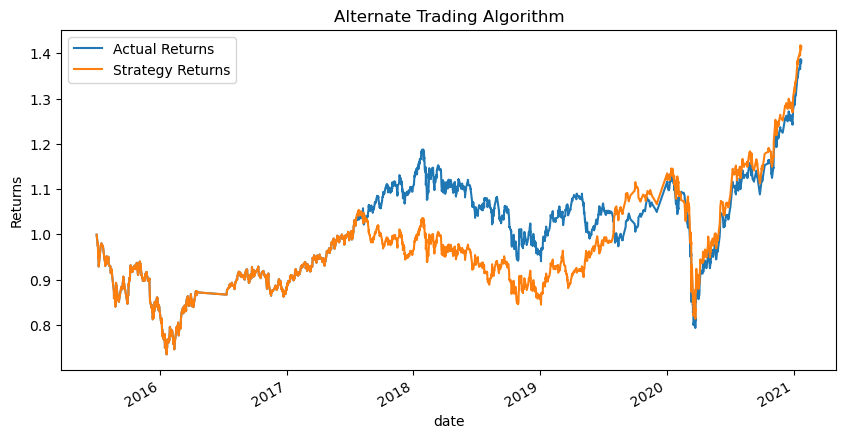 Alternate Trading Algorithm
Actual Returns
Strategy Returns
Returns
1.4
1.3
1.2
1.1
1.0
0.9
0.8
2016
2017
2018
2019
2020
2021
date